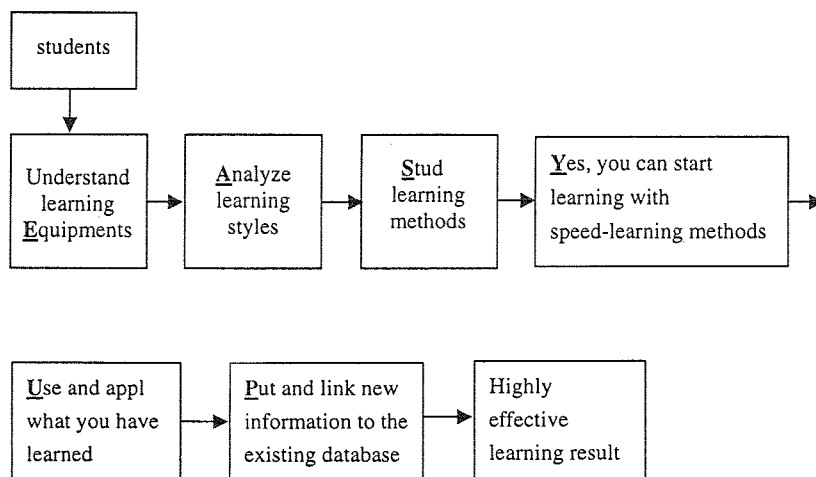 students
Understand
learning
Equipments
Analyze
learning
styles
Stud
learning
methods
Yes, you can start
learning with
speed-learning methods
Use and appl
what you have
learned
Put and link new
information to the
existing database
Highly
effective
learning result